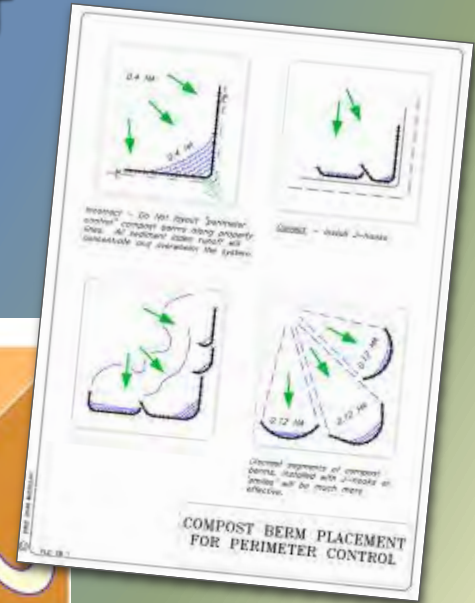 0.4 HA
0.4 HA
Incorrect - Do Not layout "perimeter
control" compost berms along property
lines. All sediment laden runoff will
concentrate and overwhelm the system.
Correct - Install J-hooks
0.12 HA
0.12 HA
0.12 HA
Discreet segments of compost
berms, installed with J-hooks or
"smiles" will be much more
effective.
COMPOST BERM PLACEMENT
FOR PERIMETER CONTROL